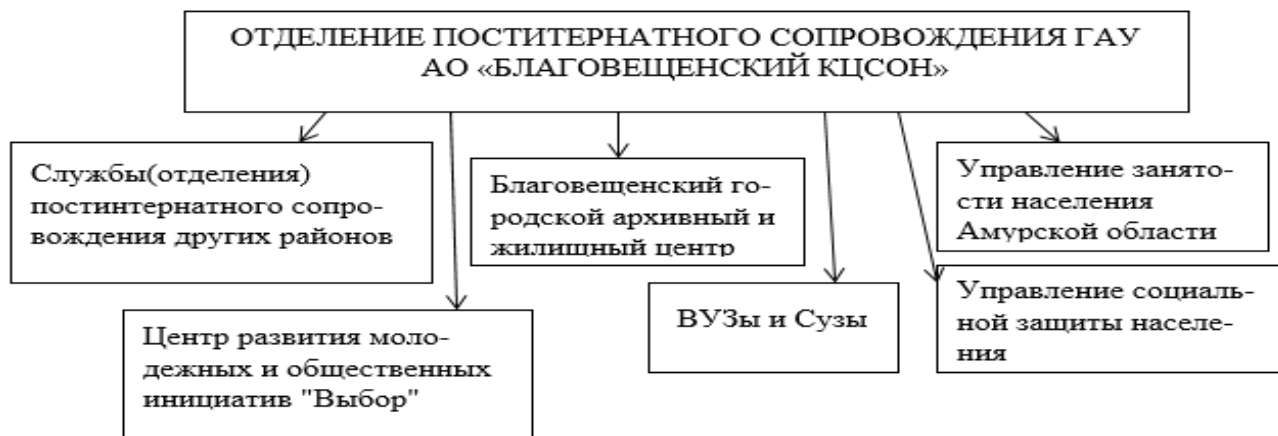 ОТДЕЛЕНИЕ ПОСТИТЕРНАТНОГО СОПРОВОЖДЕНИЯ ГАУ
АО «БЛАГОВЕЩЕНСКИЙ КЦСОН»
Службы(отделения)
постинтернатного сопро-
вождения других районов
Благовещенский го-
родской архивный и
жилищный центр
Управление занято-
сти населения
Амурской области
Центр развития моло-
дежных и общественных
инициатив "Выбор"
ВУЗы и Сузы
Управление социаль-
ной защиты населе-
ния